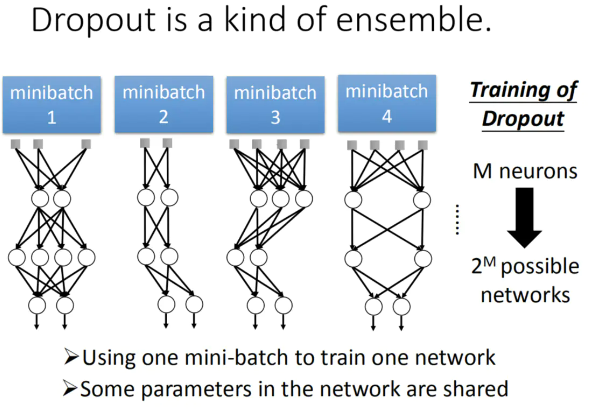 Dropout is a kind of ensemble.
minibatch
1
minibatch
2
minibatch
3
minibatch
4
Training of
Dropout
M neurons
2ᴹ possible
networks
➢Using one mini-batch to train one network
➢Some parameters in the network are shared